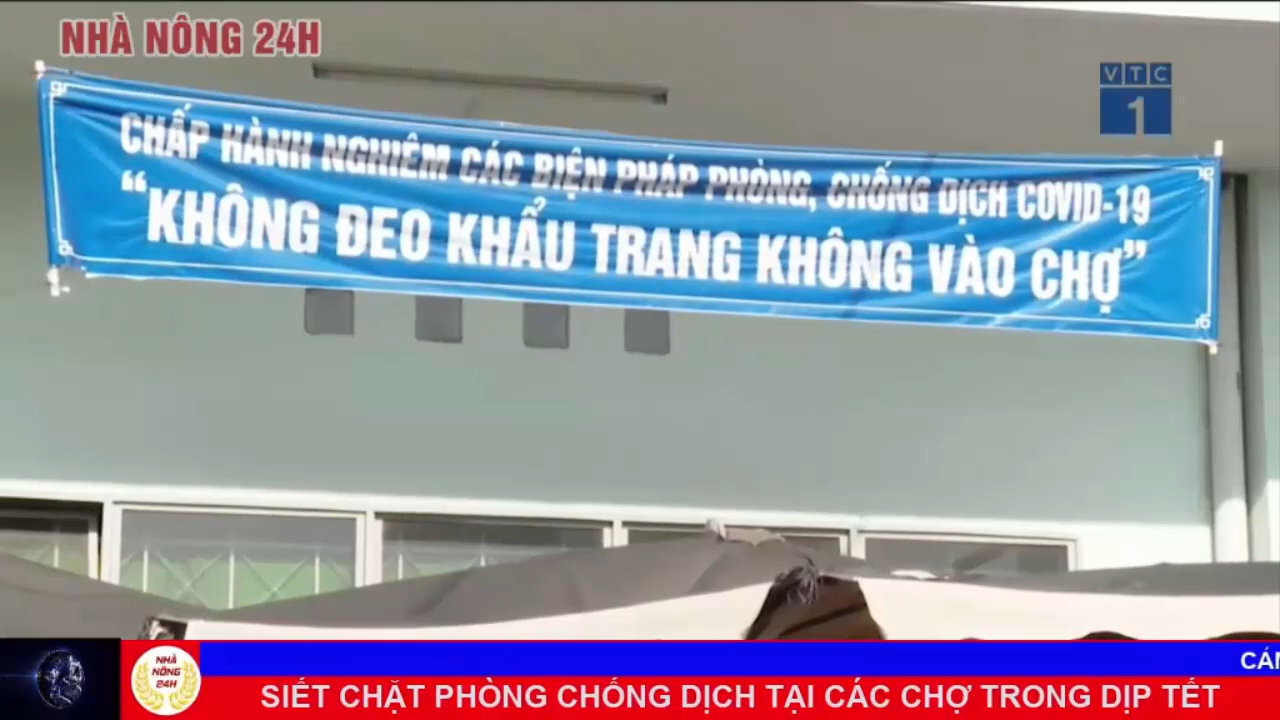 NHÀ NÔNG 24H
VTC
1
CHẤP HÀNH NGHIÊM CÁC BIỆN PHÁP PHÒNG, CHỐNG DỊCH COVID-19
“KHÔNG ĐEO KHẨU TRANG KHÔNG VÀO CHỢ”
NHÀ
NÔNG
24H
SIẾT CHẶT PHÒNG CHỐNG DỊCH TẠI CÁC CHỢ TRONG DỊP TẾT